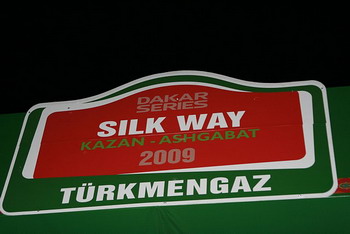 DAKAR
SERIES
SILK WAY
KAZAN - ASHGABAT
2009
TÜRKMENGAZ